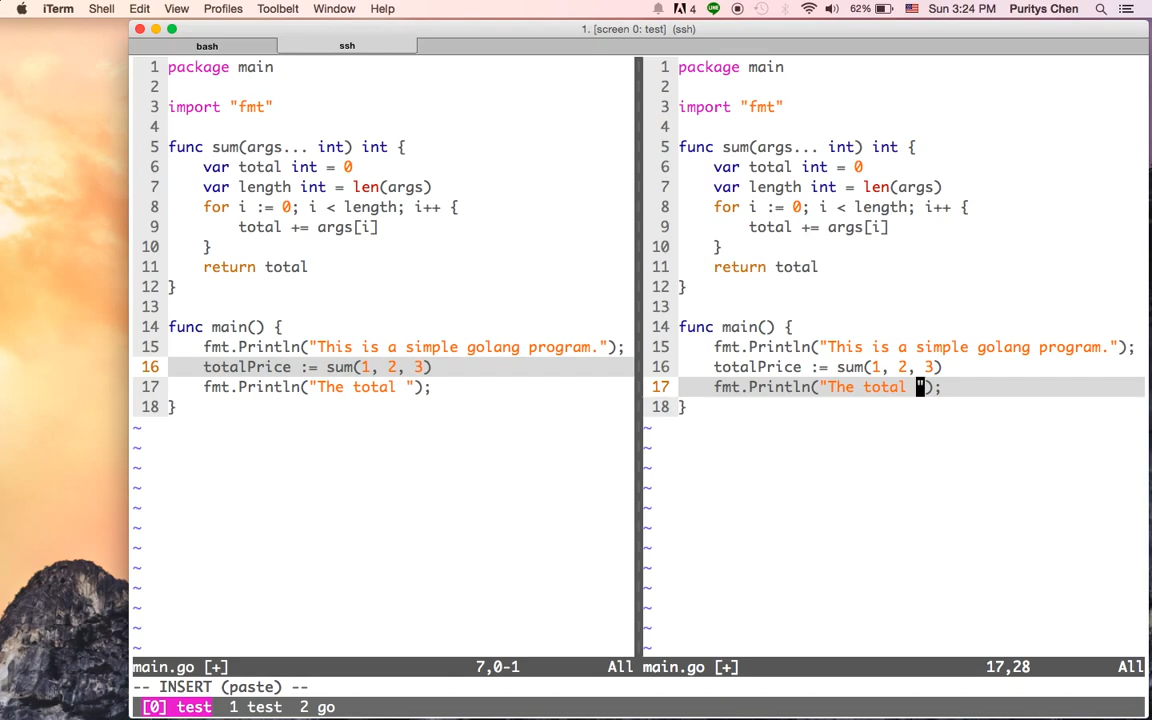 iTerm Shell Edit View Profiles Toolbelt Window Help 4 62% Sun 3:24 PM Puritys Chen
1. [screen 0: test] (ssh)
bash ssh
1 package main
2
3 import "fmt"
4
5 func sum(args... int) int {
6 var total int = 0
7 var length int = len(args)
8 for i := 0; i < length; i++ {
9 total += args[i]
10 }
11 return total
12 }
13
14 func main() {
15 fmt.Println("This is a simple golang program.");
16 totalPrice := sum(1, 2, 3)
17 fmt.Println("The total ");
18 }
~
~
~
~
~
~
~
~
~
~
~
~
main.go [+] 7,0-1 All
1 package main
2
3 import "fmt"
4
5 func sum(args... int) int {
6 var total int = 0
7 var length int = len(args)
8 for i := 0; i < length; i++ {
9 total += args[i]
10 }
11 return total
12 }
13
14 func main() {
15 fmt.Println("This is a simple golang program.");
16 totalPrice := sum(1, 2, 3)
17 fmt.Println("The total ");
18 }
~
~
~
~
~
~
~
~
~
~
~
~
main.go [+] 17,28 All
-- INSERT (paste) --
[0] test 1 test 2 go